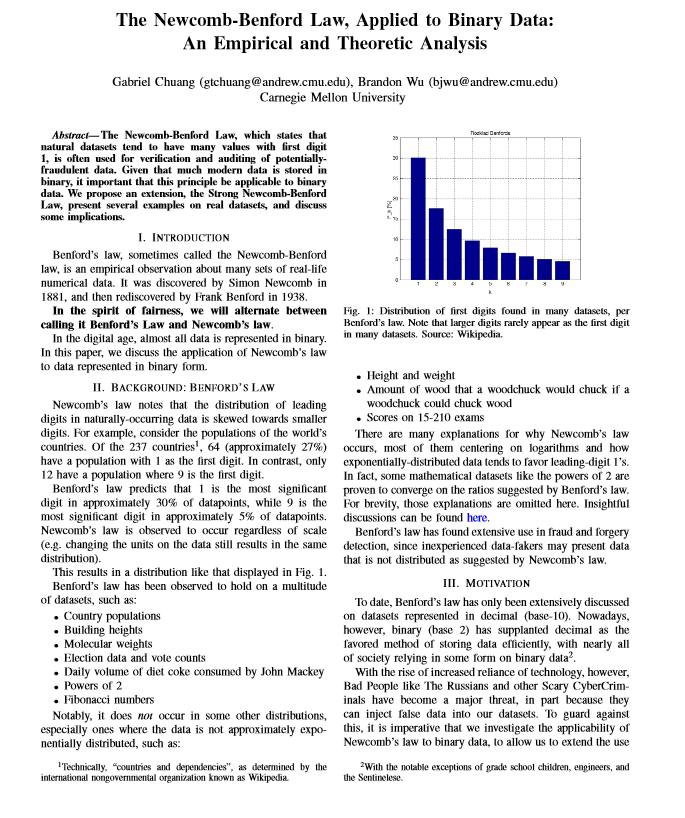 The Newcomb-Benford Law, Applied to Binary Data:
An Empirical and Theoretic Analysis
Gabriel Chuang (gtchuang@andrew.cmu.edu), Brandon Wu (bjwu@andrew.cmu.edu)
Carnegie Mellon University
Abstract—The Newcomb-Benford Law, which states that
natural datasets tend to have many values with first digit
1, is often used for verification and auditing of potentially-
fraudulent data. Given that much modern data is stored in
binary, it important that this principle be applicable to binary
data. We propose an extension, the Strong Newcomb-Benford
Law, present several examples on real datasets, and discuss
some implications.
I. INTRODUCTION
Benford's law, sometimes called the Newcomb-Benford
law, is an empirical observation about many sets of real-life
numerical data. It was discovered by Simon Newcomb in
1881, and then rediscovered by Frank Benford in 1938.
In the spirit of fairness, we will alternate between
calling it Benford's Law and Newcomb's law.
In the digital age, almost all data is represented in binary.
In this paper, we discuss the application of Newcomb's law
to data represented in binary form.
II. BACKGROUND: BENFORD'S LAW
Newcomb's law notes that the distribution of leading
digits in naturally-occurring data is skewed towards smaller
digits. For example, consider the populations of the world's
countries. Of the 237 countries¹, 64 (approximately 27%)
have a population with 1 as the first digit. In contrast, only
12 have a population where 9 is the first digit.
Benford's law predicts that 1 is the most significant
digit in approximately 30% of datapoints, while 9 is the
most significant digit in approximately 5% of datapoints.
Newcomb's law is observed to occur regardless of scale
(e.g. changing the units on the data still results in the same
distribution).
This results in a distribution like that displayed in Fig. 1.
Benford's law has been observed to hold on a multitude
of datasets, such as:
• Country populations
• Building heights
• Molecular weights
• Election data and vote counts
• Daily volume of diet coke consumed by John Mackey
• Powers of 2
• Fibonacci numbers
Notably, it does not occur in some other distributions,
especially ones where the data is not approximately expo-
nentially distributed, such as:
¹Technically, "countries and dependencies", as determined by the
international nongovernmental organization known as Wikipedia.
Rozkład Benforda
35
30
25
20
15
10
5
0
1 2 3 4 5 6 7 8 9
k
Fig. 1: Distribution of first digits found in many datasets, per
Benford's law. Note that larger digits rarely appear as the first digit
in many datasets. Source: Wikipedia.
• Height and weight
• Amount of wood that a woodchuck would chuck if a
woodchuck could chuck wood
• Scores on 15-210 exams
There are many explanations for why Newcomb's law
occurs, most of them centering on logarithms and how
exponentially-distributed data tends to favor leading-digit 1's.
In fact, some mathematical datasets like the powers of 2 are
proven to converge on the ratios suggested by Benford's law.
For brevity, those explanations are omitted here. Insightful
discussions can be found here.
Benford's law has found extensive use in fraud and forgery
detection, since inexperienced data-fakers may present data
that is not distributed as suggested by Newcomb's law.
III. MOTIVATION
To date, Benford's law has only been extensively discussed
on datasets represented in decimal (base-10). Nowadays,
however, binary (base 2) has supplanted decimal as the
favored method of storing data efficiently, with nearly all
of society relying in some form on binary data².
With the rise of increased reliance of technology, however,
Bad People like The Russians and other Scary CyberCrim-
inals have become a major threat, in part because they
can inject false data into our datasets. To guard against
this, it is imperative that we investigate the applicability of
Newcomb's law to binary data, to allow us to extend the use
²With the notable exceptions of grade school children, engineers, and
the Sentinelese.